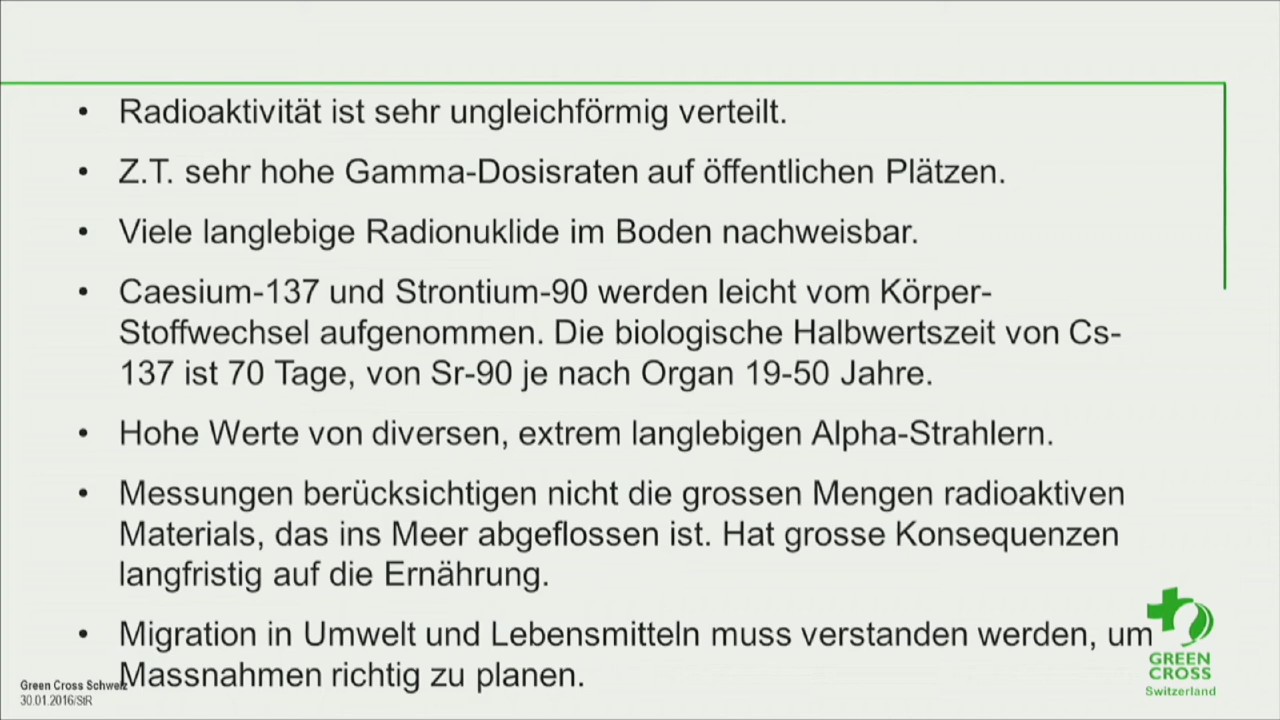 • Radioaktivität ist sehr ungleichförmig verteilt.
• Z.T. sehr hohe Gamma-Dosisraten auf öffentlichen Plätzen.
• Viele langlebige Radionuklide im Boden nachweisbar.
• Caesium-137 und Strontium-90 werden leicht vom Körper-
Stoffwechsel aufgenommen. Die biologische Halbwertszeit von Cs-
137 ist 70 Tage, von Sr-90 je nach Organ 19-50 Jahre.
• Hohe Werte von diversen, extrem langlebigen Alpha-Strahlern.
• Messungen berücksichtigen nicht die grossen Mengen radioaktiven
Materials, das ins Meer abgeflossen ist. Hat grosse Konsequenzen
langfristig auf die Ernährung.
• Migration in Umwelt und Lebensmitteln muss verstanden werden, um
Massnahmen richtig zu planen.
Green Cross Schweiz
30.01.2016/StR
GREEN
CROSS
Switzerland